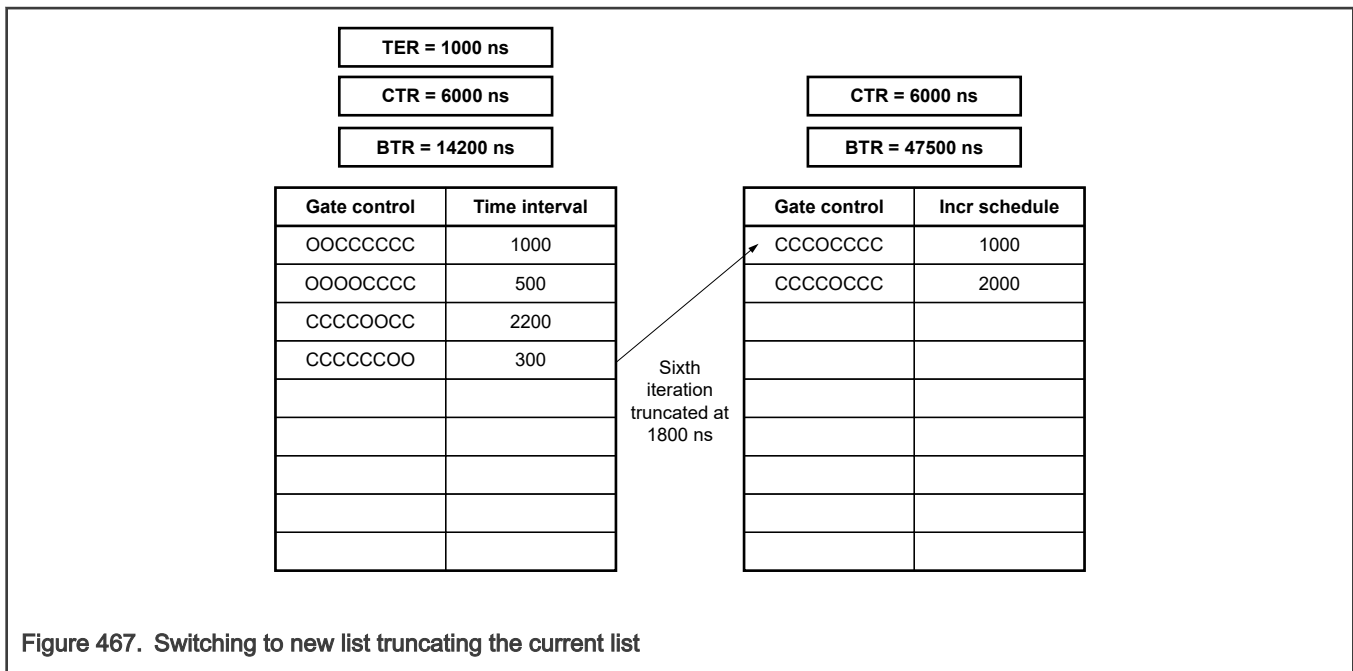 TER = 1000 ns
CTR = 6000 ns
BTR = 14200 ns
CTR = 6000 ns
BTR = 47500 ns
Gate control Time interval
OOCCCCCC 1000
OOOOCCCC 500
CCCCOOCC 2200
CCCCCCOO 300
Sixth
iteration
truncated at
1800 ns
Gate control Incr schedule
CCCOCCCC 1000
CCCCOCCC 2000
Figure 467. Switching to new list truncating the current list